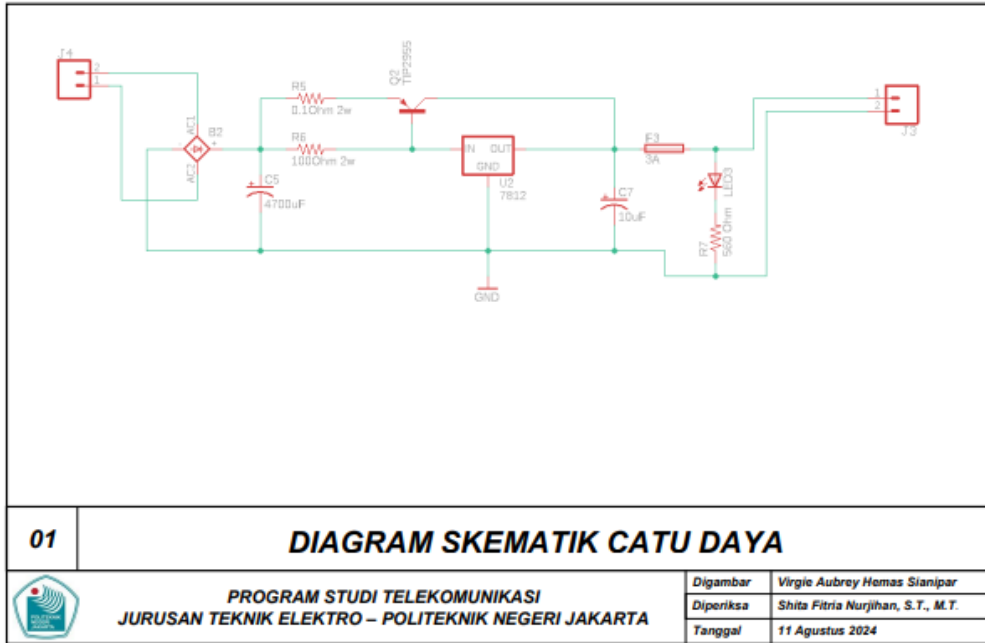 J4
2
1
AC1
AC2
B2
+
R5
0.1Ohm 2w
R6
100Ohm 2w
C5
4700uF
Q2
TIP2955
IN
OUT
GND
U2
7812
GND
C7
10uF
F3
3A
LED3
R7
560 Ohm
1
2
J3
01
DIAGRAM SKEMATIK CATU DAYA
POLITEKNIK
NEGERI
JAKARTA
PROGRAM STUDI TELEKOMUNIKASI
JURUSAN TEKNIK ELEKTRO – POLITEKNIK NEGERI JAKARTA
Digambar Virgie Aubrey Hemas Sianipar
Diperiksa Shita Fitria Nurjihan, S.T., M.T.
Tanggal 11 Agustus 2024